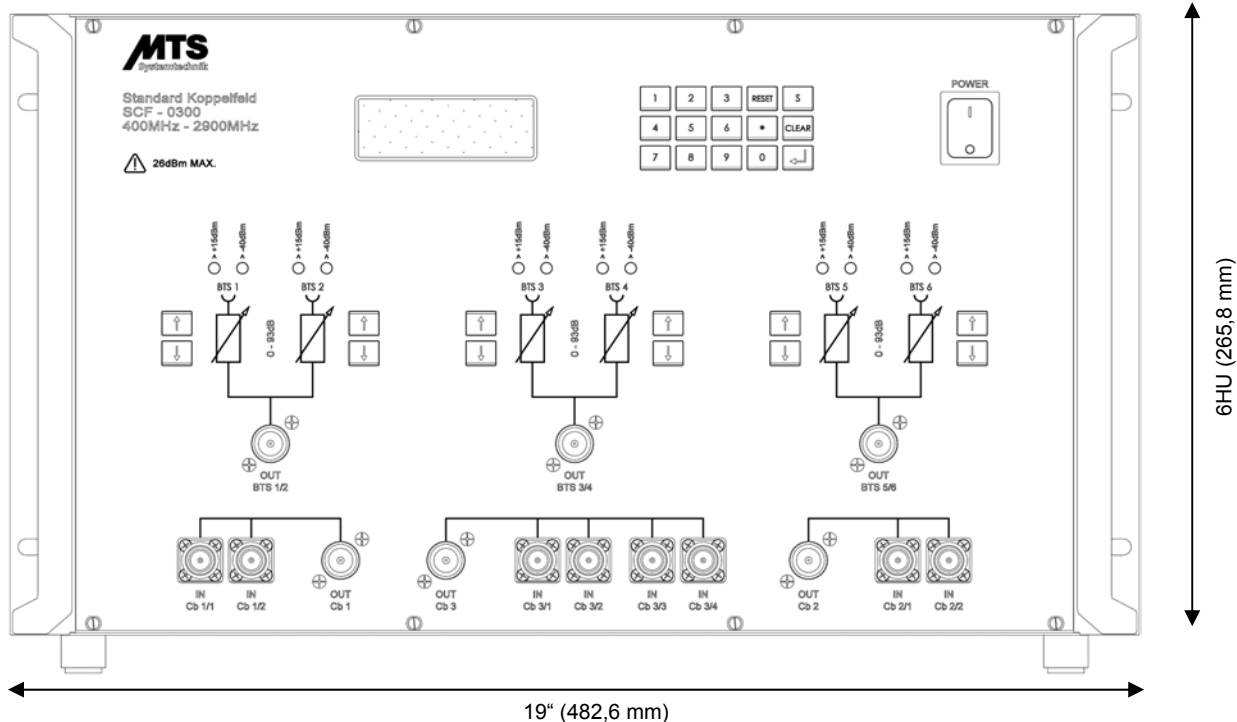 MTS
Systemtechnik
Standard Koppelfeld
SCF - 0300
400MHz - 2900MHz
26dBm MAX.
1 2 3 RESET S
4 5 6 * CLEAR
7 8 9 0
POWER
I
O
> +15dBm > -40dBm > +15dBm > -40dBm
BTS 1 BTS 2
0 - 93dB
OUT
BTS 1/2
> +15dBm > -40dBm > +15dBm > -40dBm
BTS 3 BTS 4
0 - 93dB
OUT
BTS 3/4
> +15dBm > -40dBm > +15dBm > -40dBm
BTS 5 BTS 6
0 - 93dB
OUT
BTS 5/6
IN
Cb 1/1
IN
Cb 1/2
OUT
Cb 1
OUT
Cb 3
IN
Cb 3/1
IN
Cb 3/2
IN
Cb 3/3
IN
Cb 3/4
OUT
Cb 2
IN
Cb 2/1
IN
Cb 2/2
6HU (265,8 mm)
19“ (482,6 mm)